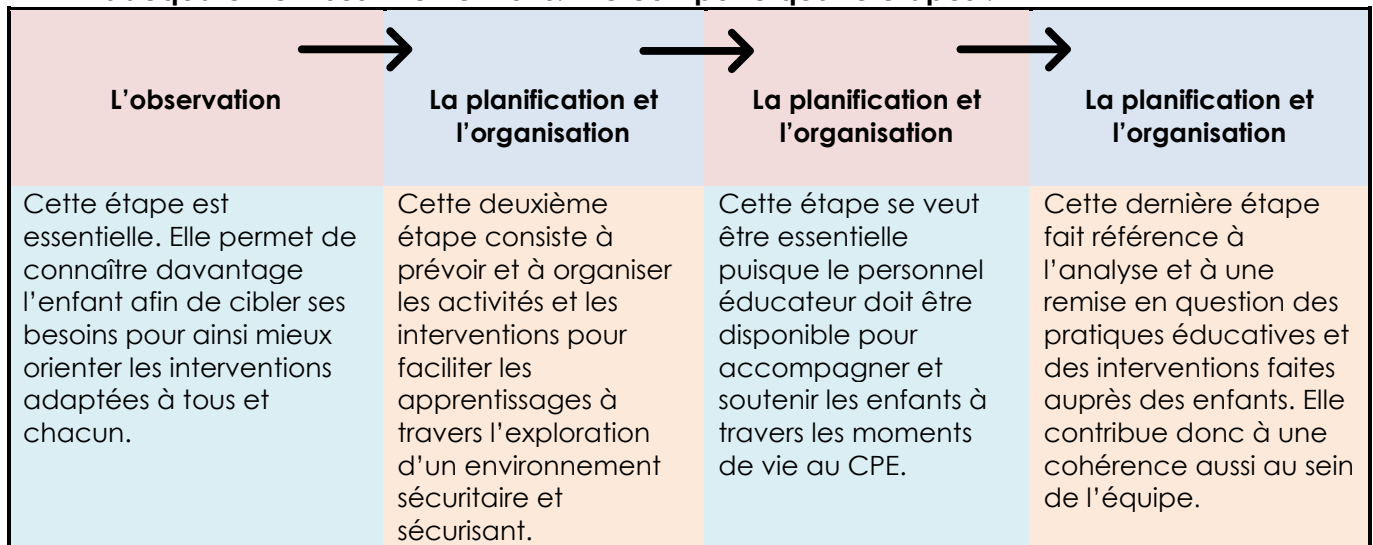 L'observation
La planification et
l'organisation
La planification et
l'organisation
La planification et
l'organisation
Cette étape est
essentielle. Elle permet de
connaître davantage
l'enfant afin de cibler ses
besoins pour ainsi mieux
orienter les interventions
adaptées à tous et
chacun.
Cette deuxième
étape consiste à
prévoir et à organiser
les activités et les
interventions pour
faciliter les
apprentissages à
travers l'exploration
d'un environnement
sécuritaire et
sécurisant.
Cette étape se veut
être essentielle
puisque le personnel
éducateur doit être
disponible pour
accompagner et
soutenir les enfants à
travers les moments
de vie au CPE.
Cette dernière étape
fait référence à
l'analyse et à une
remise en question des
pratiques éducatives et
des interventions faites
auprès des enfants. Elle
contribue donc à une
cohérence aussi au sein
de l'équipe.